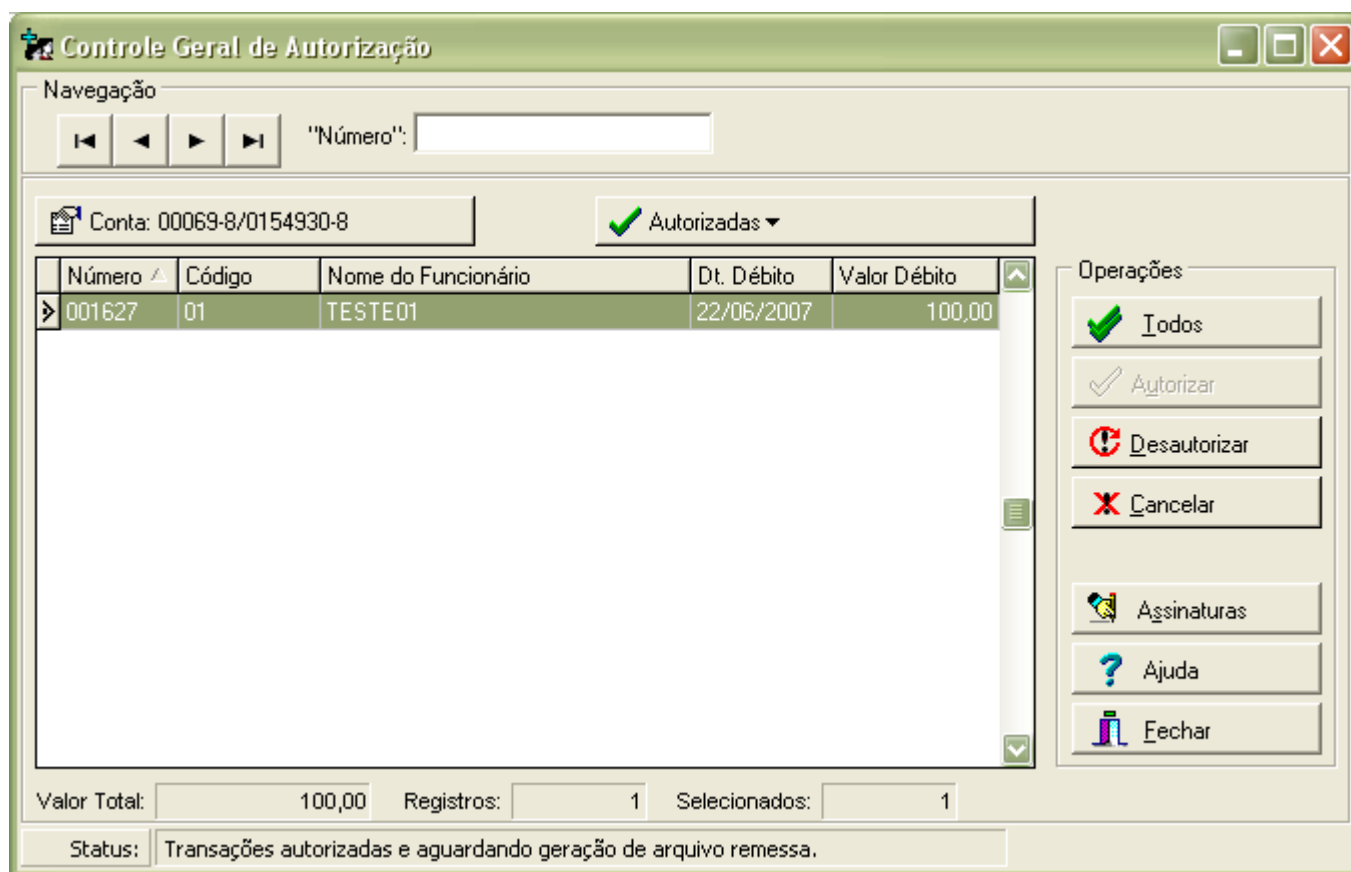 Controle Geral de Autorização
Navegação
"Número":
Conta: 00069-8/0154930-8
Autorizadas
Número Código Nome do Funcionário Dt. Débito Valor Débito
001627 01 TESTE01 22/06/2007 100,00
Operações
Todos
Autorizar
Desautorizar
Cancelar
Assinaturas
Ajuda
Fechar
Valor Total: 100,00 Registros: 1 Selecionados: 1
Status: Transações autorizadas e aguardando geração de arquivo remessa.